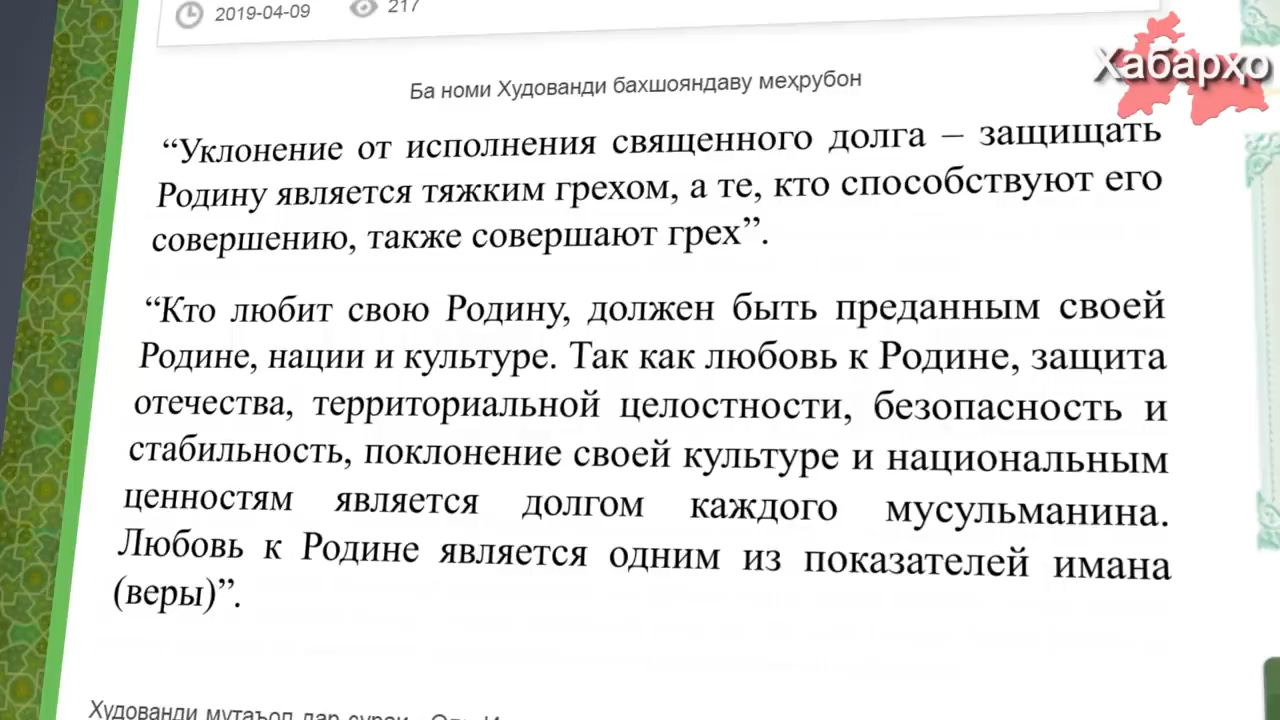 2019-04-09 217
Хабарҳо
Ба номи Худованди бахшояндаву меҳрубон
“Уклонение от исполнения священного долга – защищать
Родину является тяжким грехом, а те, кто способствуют его
совершению, также совершают грех”.
“Кто любит свою Родину, должен быть преданным своей
Родине, нации и культуре. Так как любовь к Родине, защита
отечества, территориальной целостности, безопасность и
стабильность, поклонение своей культуре и национальным
ценностям является долгом каждого мусульманина.
Любовь к Родине является одним из показателей имана
(веры)”.
Худованди мутаъол дар сураи